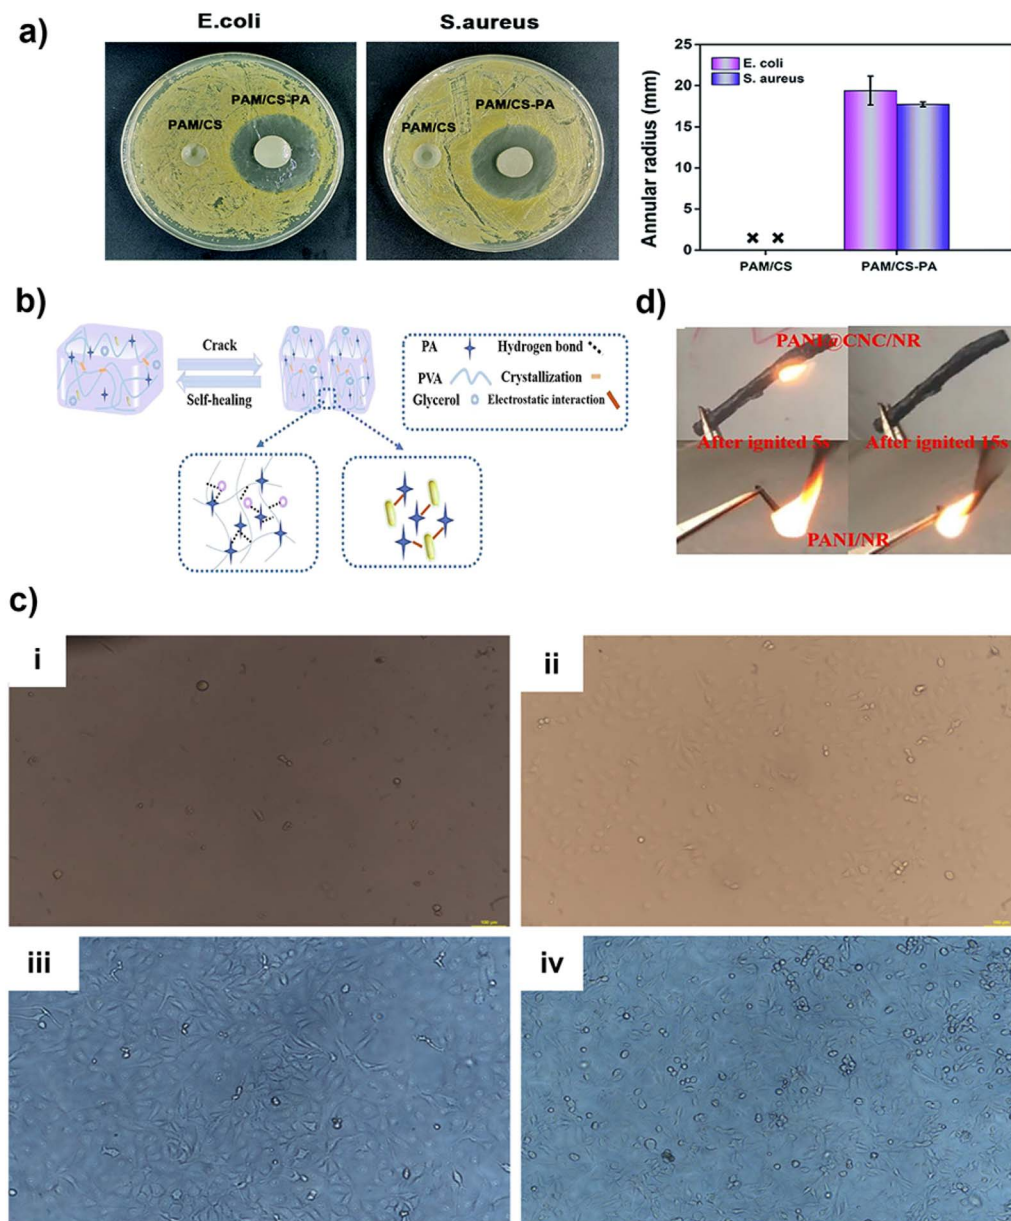 a)
E.coli
S.aureus
PAM/CS
PAM/CS-PA
PAM/CS
PAM/CS-PA
Annular radius (mm)
25
20
15
10
5
0
E. coli
S. aureus
PAM/CS
PAM/CS-PA
b)
Crack
Self-healing
PA
Hydrogen bond
PVA
Crystallization
Glycerol
Electrostatic interaction
d)
PANI@CNC/NR
After ignited 5s
After ignited 15s
PANI/NR
c)
i
ii
iii
iv